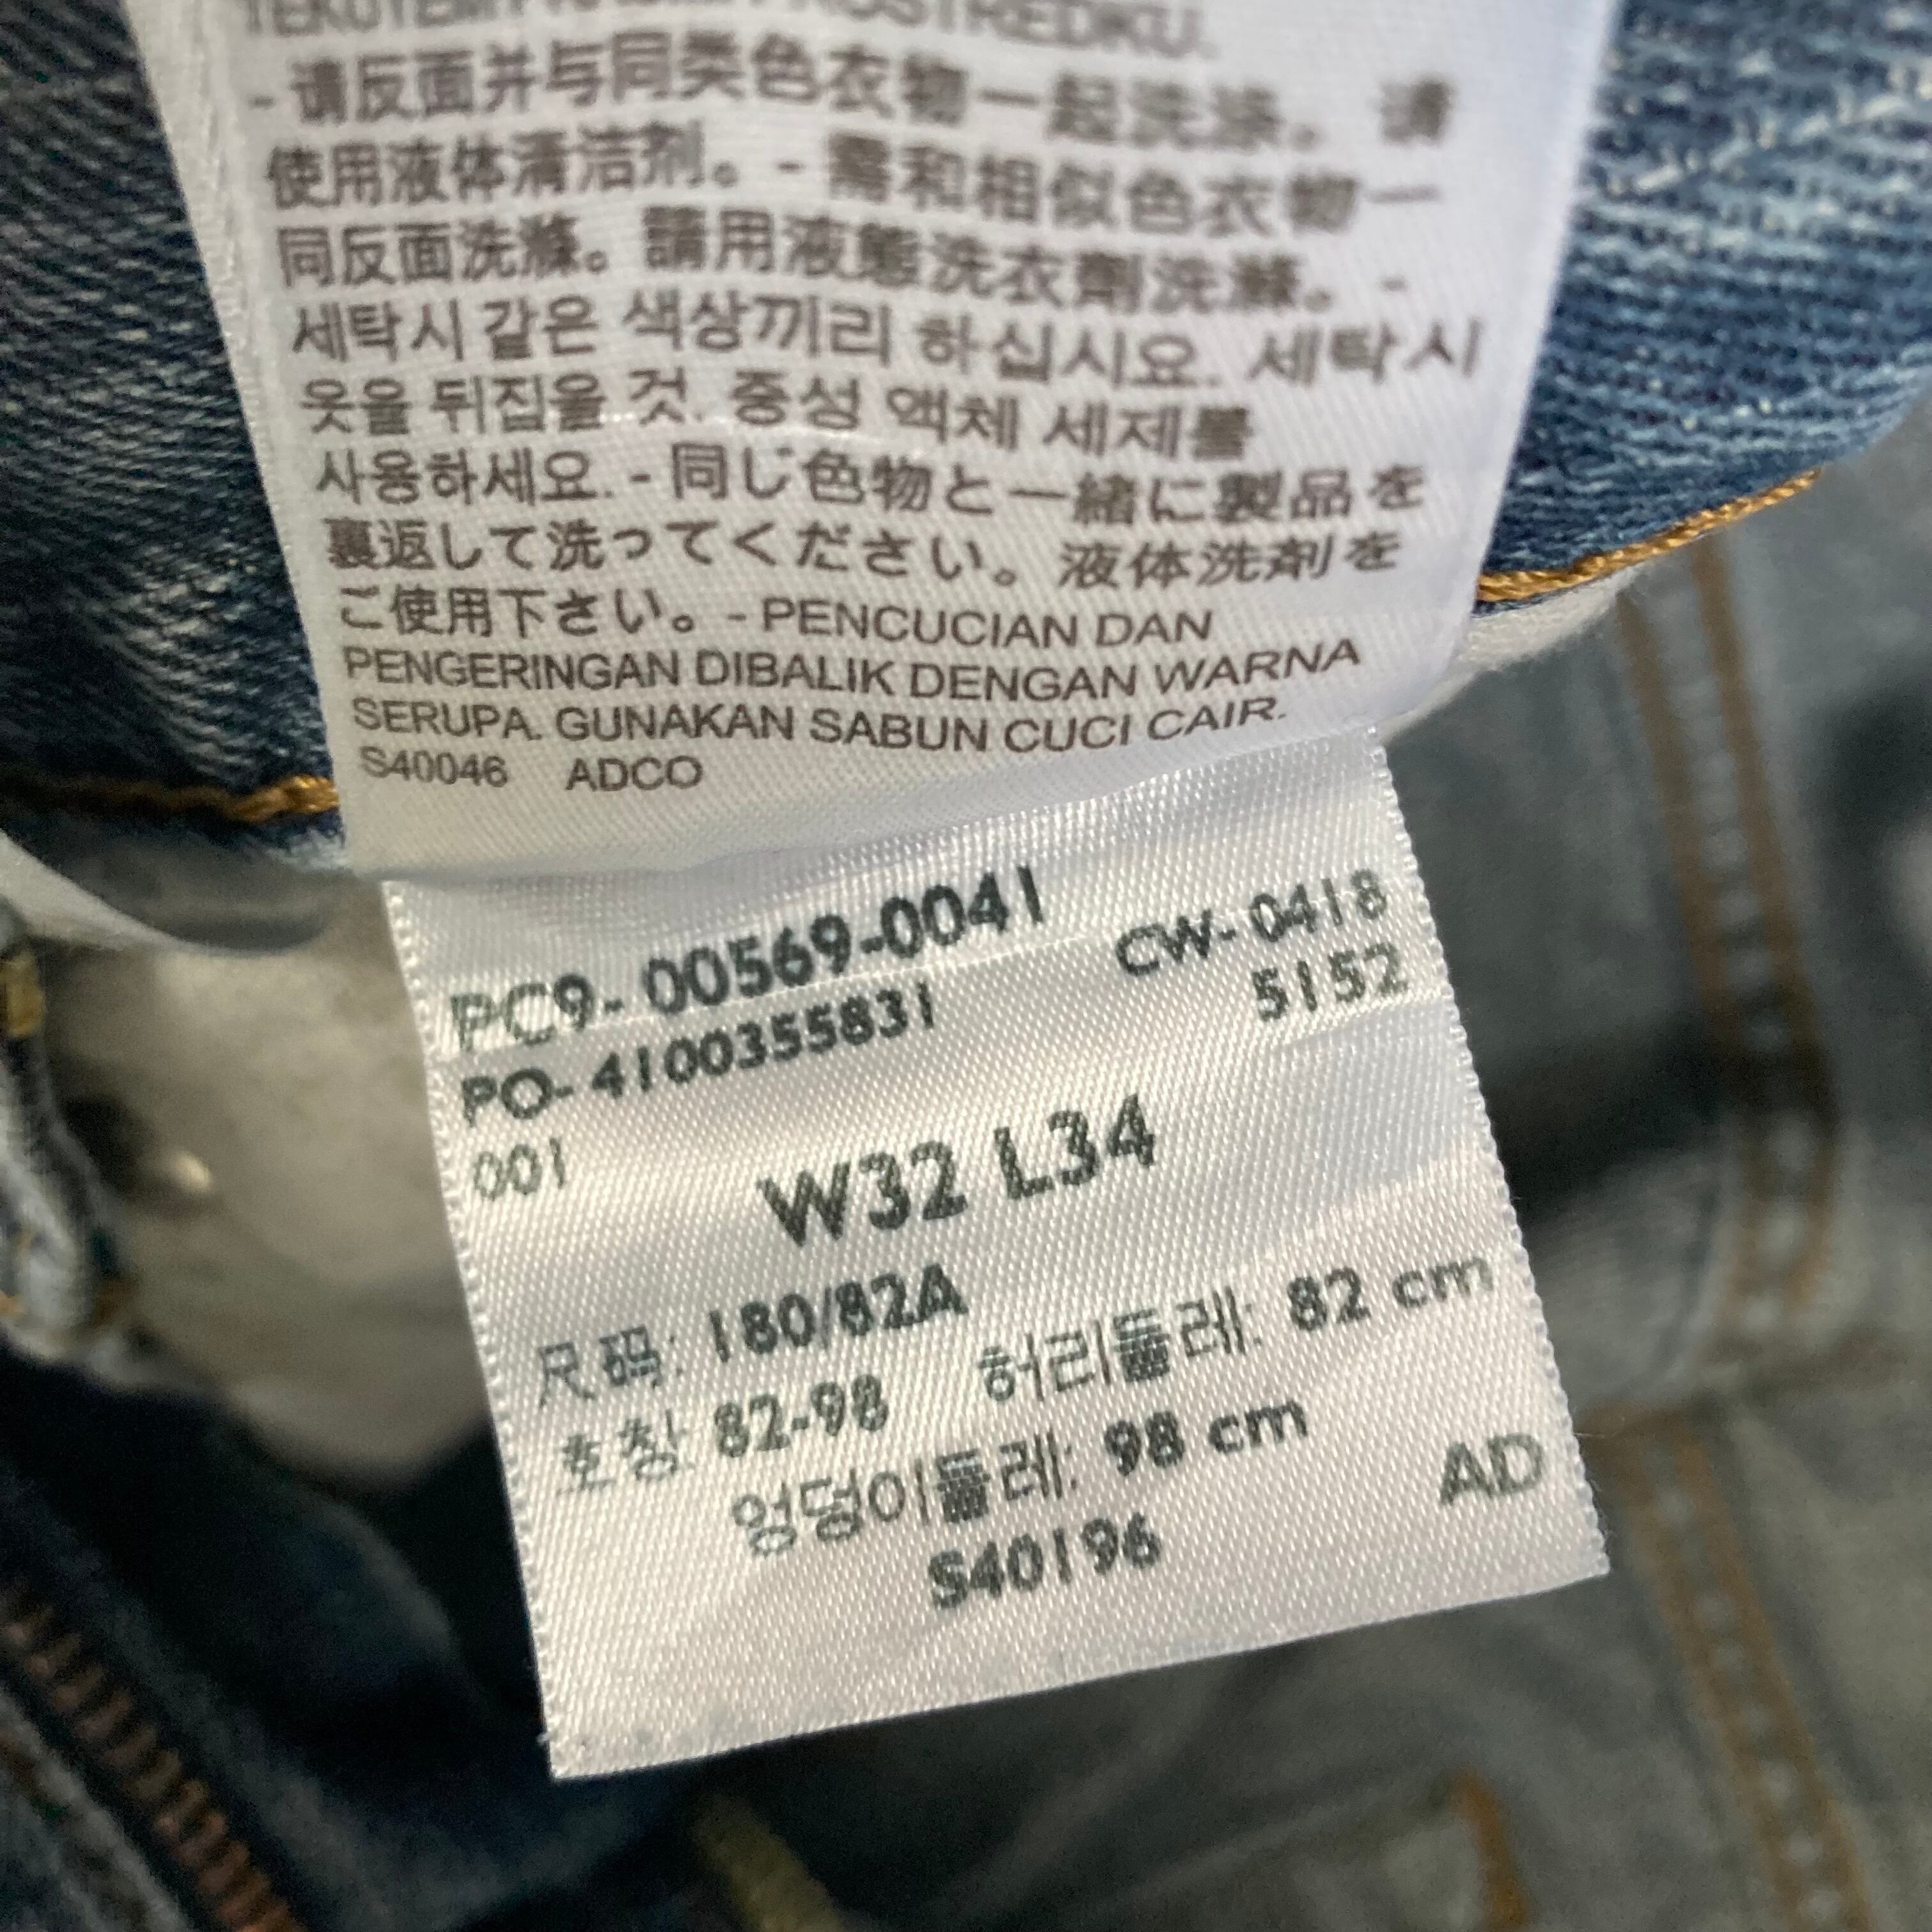 - 请反面并与同类色衣物一起洗涤。 请
使用液体清洁剂。- 需和相似色衣物一
同反面洗滌。請用液態洗衣劑洗滌。-
세탁시 같은 색상끼리 하십시요. 세탁시
옷을 뒤집을 것. 중성 액체 세제를
사용하세요. - 同じ色物と一緒に製品を
裏返して洗ってください。液体洗剤を
ご使用下さい。- PENCUCIAN DAN
PENGERINGAN DIBALIK DENGAN WARNA
SERUPA. GUNAKAN SABUN CUCI CAIR.
S40046 ADCO
PC9- 00569-0041 CW- 0418
PO- 4100355831 5152
001
W32 L34
尺码: 180/82A
호칭: 82-98 허리둘레: 82 cm
엉덩이둘레: 98 cm
AD
S40196